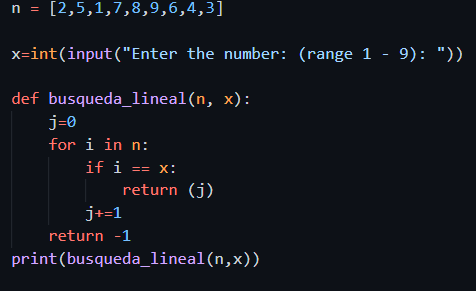 n = [2,5,1,7,8,9,6,4,3]
x=int(input("Enter the number: (range 1 - 9): "))
def busqueda_lineal(n, x):
    j=0
    for i in n:
        if i == x:
            return (j)
        j+=1
    return -1
print(busqueda_lineal(n,x))